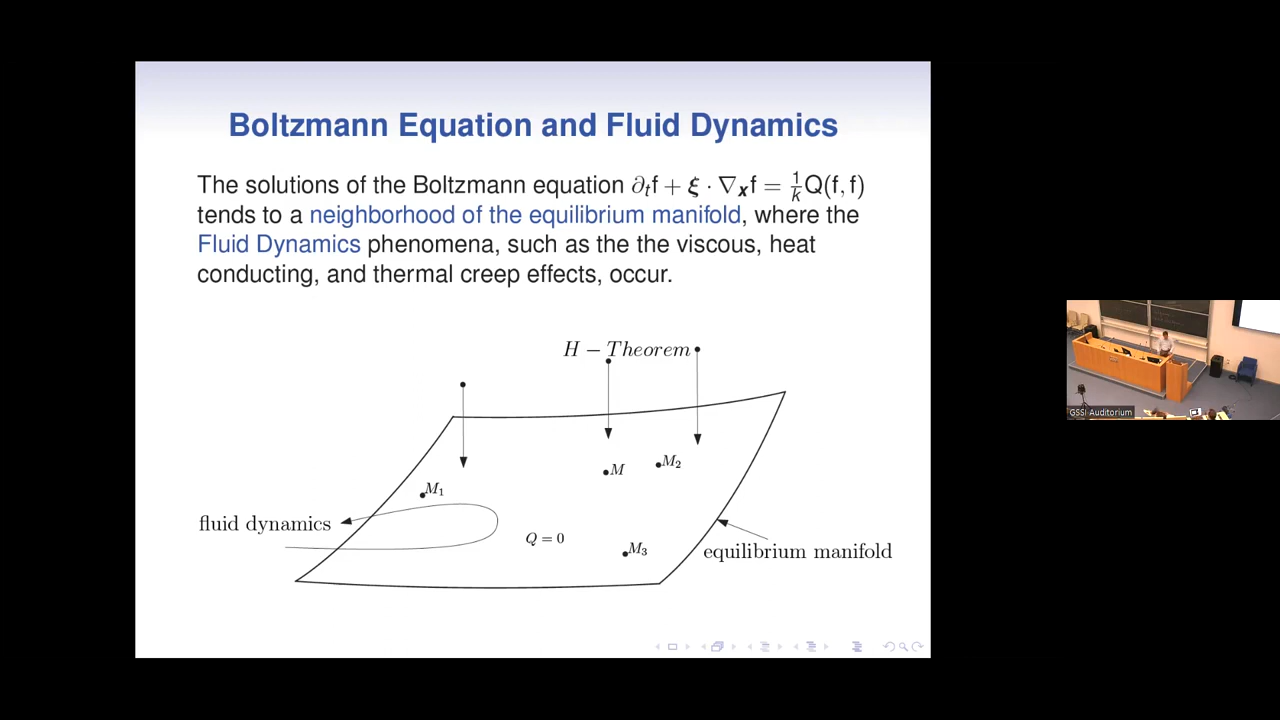 Boltzmann Equation and Fluid Dynamics
The solutions of the Boltzmann equation ∂ₜf + ξ · ∇ₓf = 1/k Q(f, f)
tends to a neighborhood of the equilibrium manifold, where the
Fluid Dynamics phenomena, such as the the viscous, heat
conducting, and thermal creep effects, occur.
H − Theorem
M
M₂
M₁
fluid dynamics
Q = 0
M₃
equilibrium manifold
GSSI Auditorium